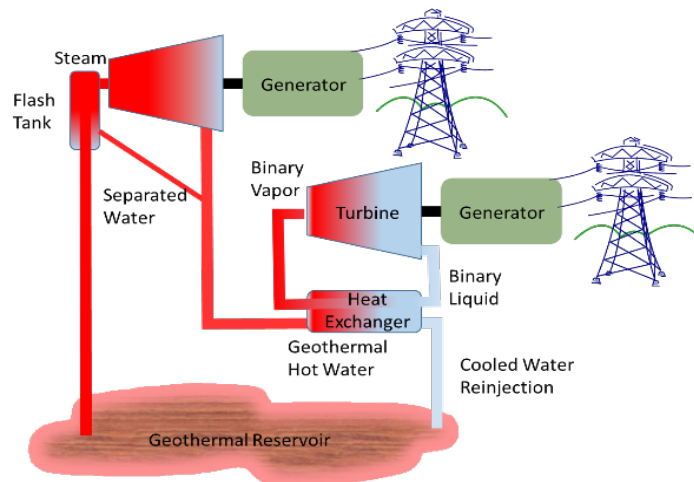 Steam
Flash
Tank
Generator
Separated
Water
Binary
Vapor
Turbine
Generator
Binary
Liquid
Heat
Exchanger
Geothermal
Hot Water
Cooled Water
Reinjection
Geothermal Reservoir